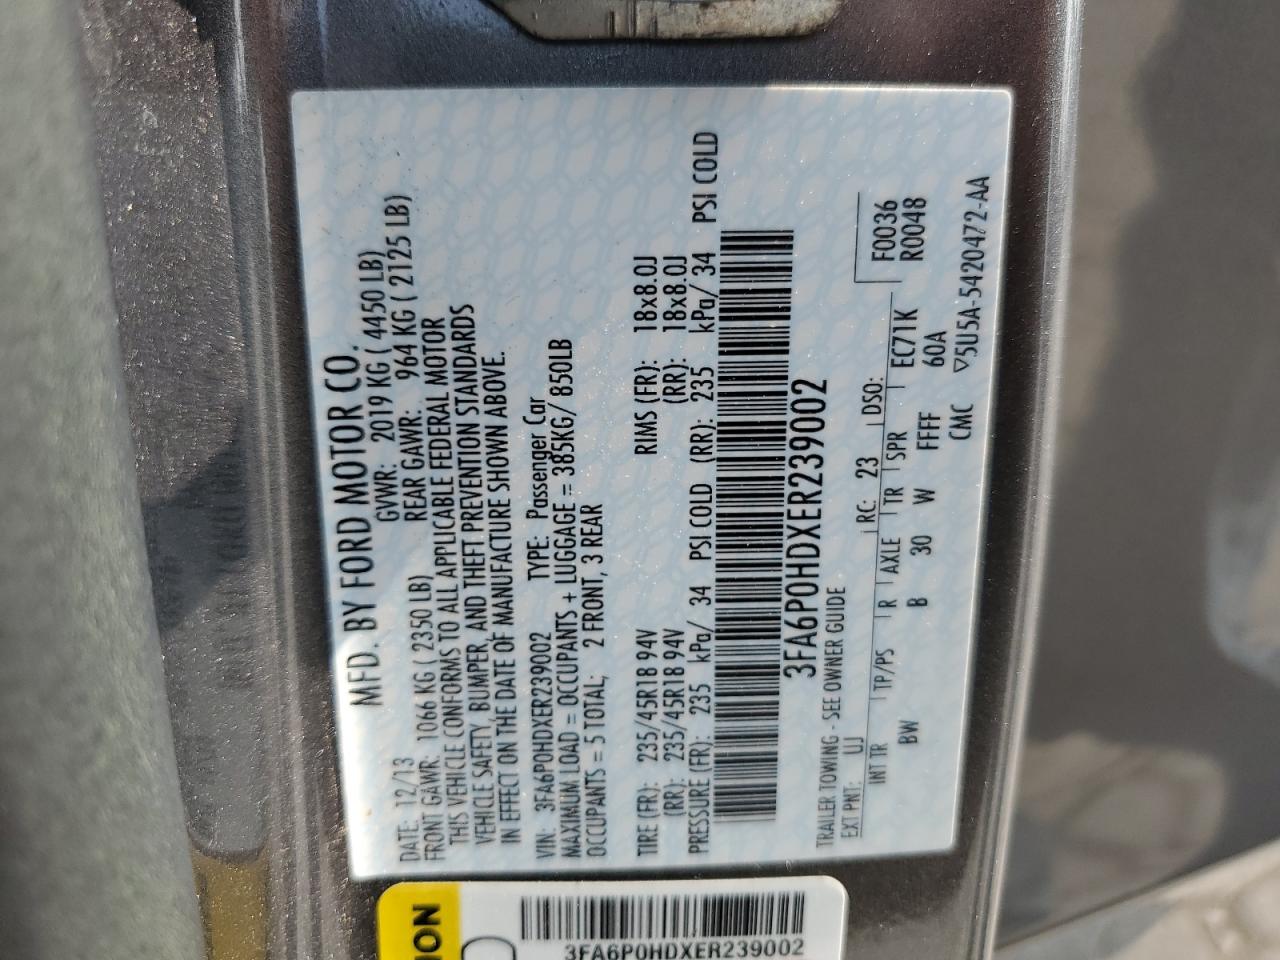 MFD. BY FORD MOTOR CO.
DATE: 12/13 GVWR: 2019 KG ( 4450 LB)
FRONT GAWR: 1066 KG ( 2350 LB) REAR GAWR: 964 KG ( 2125 LB)
THIS VEHICLE CONFORMS TO ALL APPLICABLE FEDERAL MOTOR
VEHICLE SAFETY, BUMPER, AND THEFT PREVENTION STANDARDS
IN EFFECT ON THE DATE OF MANUFACTURE SHOWN ABOVE.
VIN: 3FA6P0HDXER239002 TYPE: Passenger Car
MAXIMUM LOAD = OCCUPANTS + LUGGAGE = 385KG/ 850LB
OCCUPANTS = 5 TOTAL; 2 FRONT, 3 REAR
TIRE (FR): 235/45R18 94V RIMS (FR): 18x8.0J
(RR): 235/45R18 94V (RR): 18x8.0J
PRESSURE (FR): 235 kPa/ 34 PSI COLD (RR): 235 kPa/ 34 PSI COLD
3FA6P0HDXER239002
TRAILER TOWING - SEE OWNER GUIDE
EXT PNT: UJ RC: 23 DSO: F0036
INT TR TP/PS R AXLE TR SPR EC71K R0048
BW B 30 W FFFF 60A
CMC ▽5U5A-5420472-AA
ION
3FA6P0HDXER239002